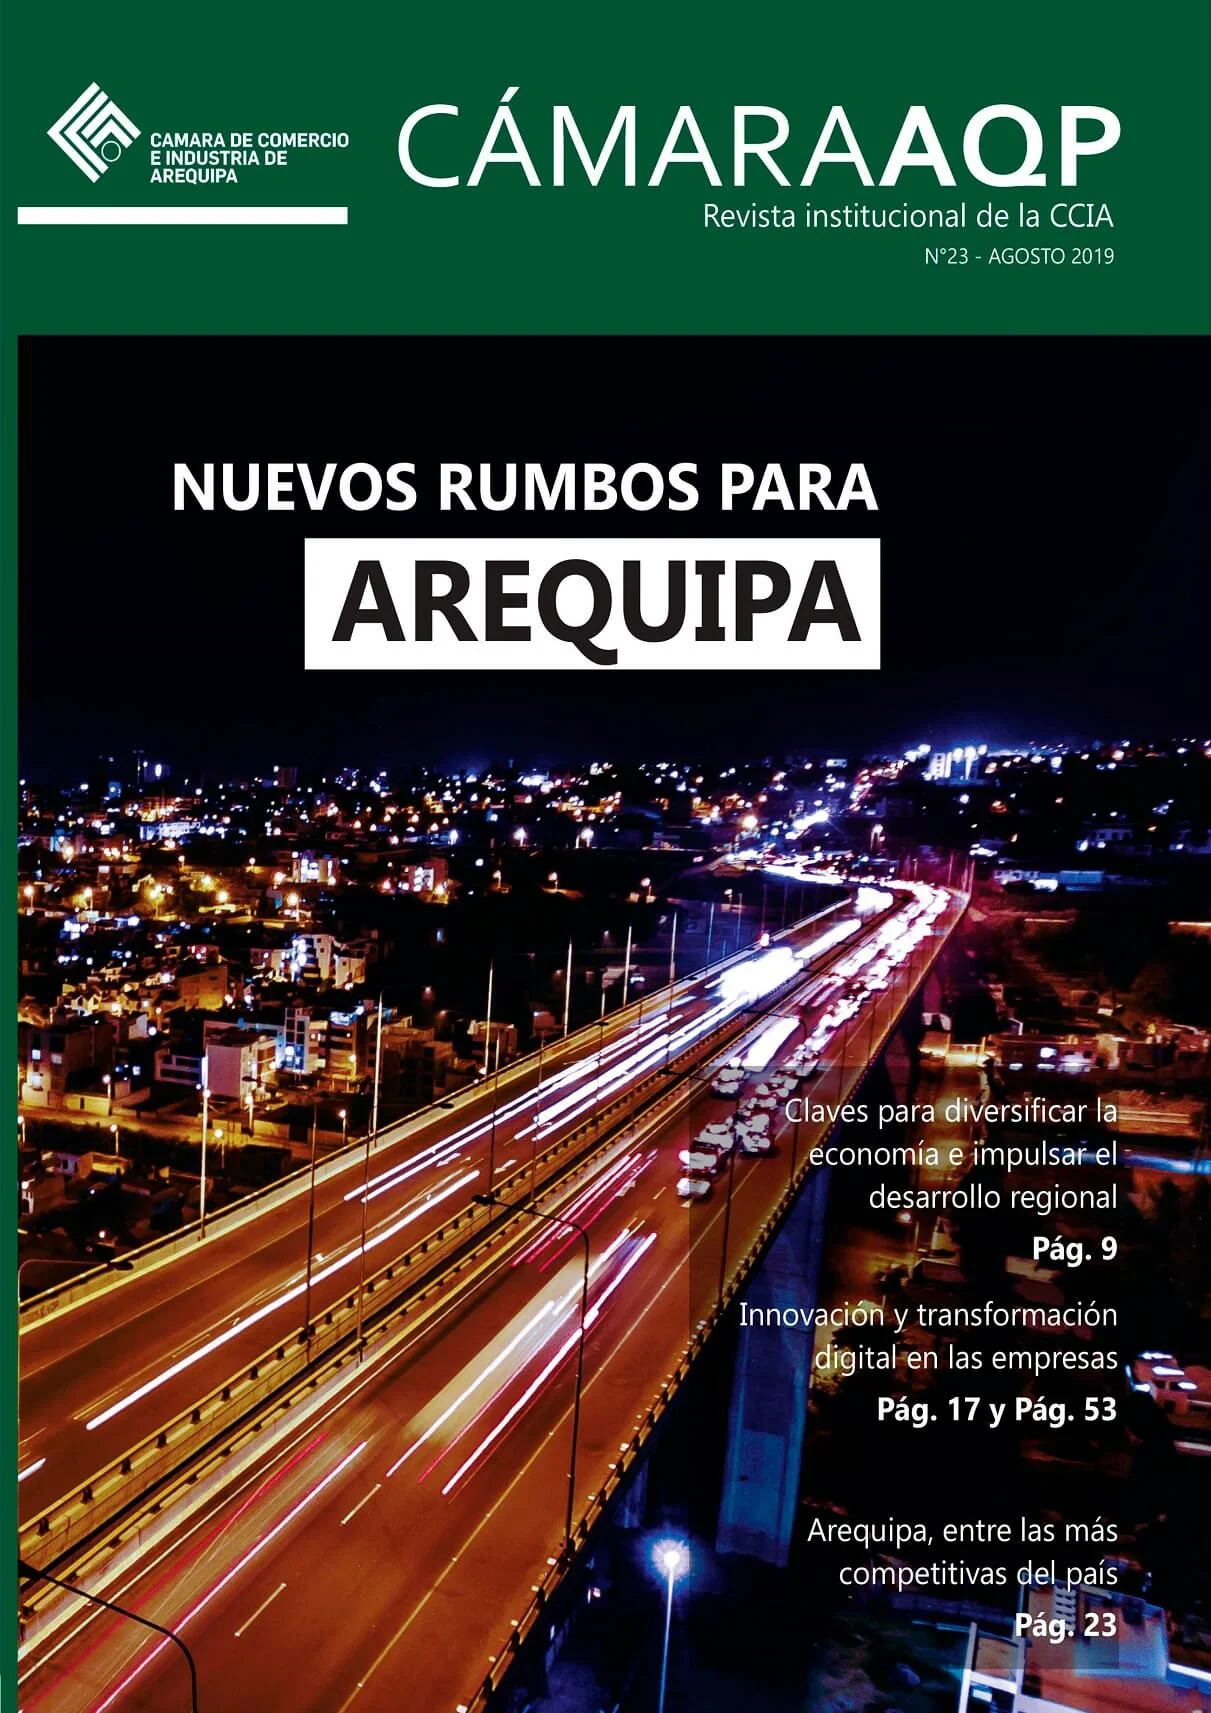 CAMARA DE COMERCIO
E INDUSTRIA DE
AREQUIPA
CÁMARAAQP
Revista institucional de la CCIA
N°23 - AGOSTO 2019
NUEVOS RUMBOS PARA
AREQUIPA
Claves para diversificar la
economía e impulsar el
desarrollo regional
Pág. 9
Innovación y transformación
digital en las empresas
Pág. 17 y Pág. 53
Arequipa, entre las más
competitivas del país
Pág. 23